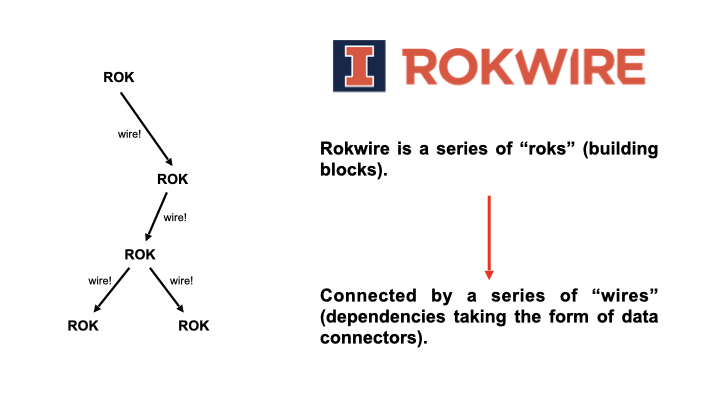 ROK
wire!
ROK
wire!
ROK
wire! wire!
ROK ROK
I ROKWIRE
Rokwire is a series of “roks” (building
blocks).
Connected by a series of “wires”
(dependencies taking the form of data
connectors).